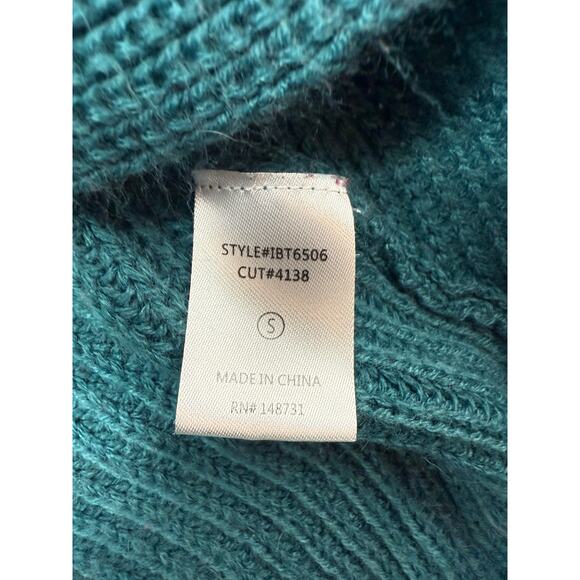 STYLE#IBT6506
CUT#4138
S
MADE IN CHINA
RN# 148731